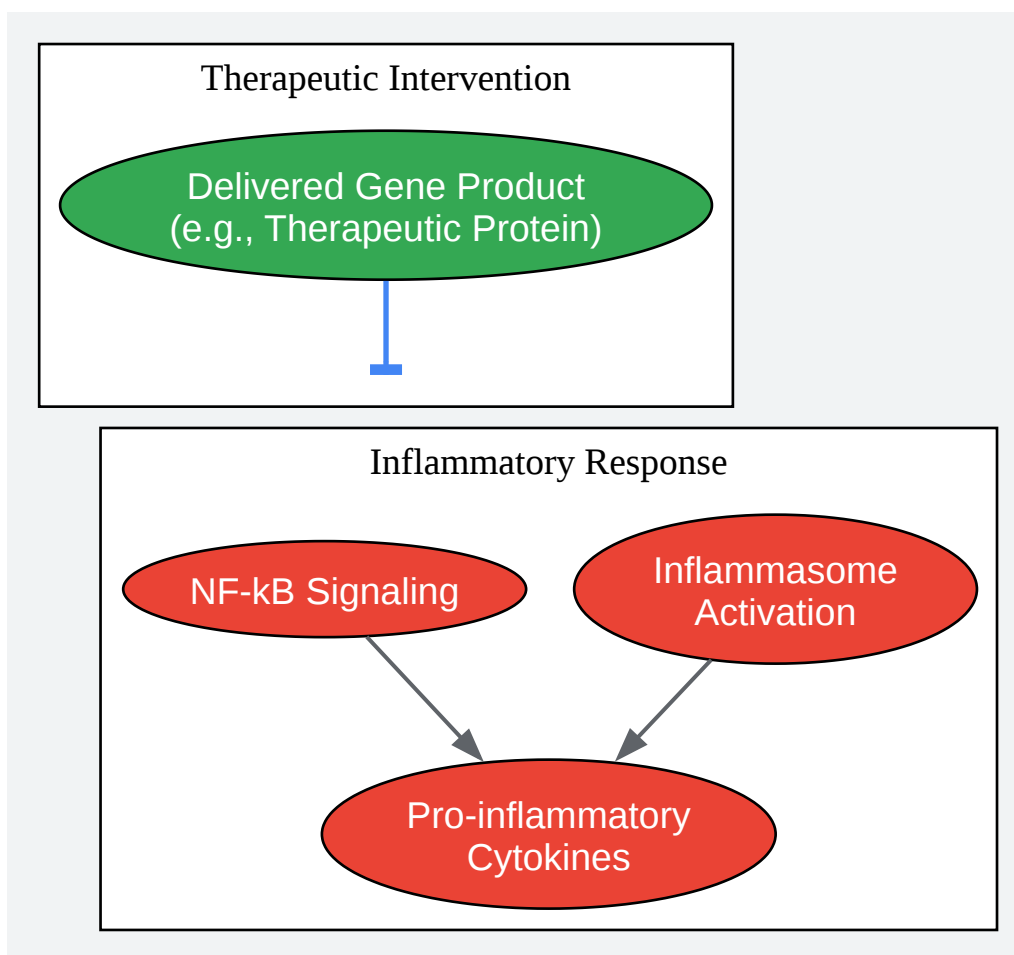 Therapeutic Intervention
Delivered Gene Product
(e.g., Therapeutic Protein)
Inflammatory Response
NF-kB Signaling
Inflammasome
Activation
Pro-inflammatory
Cytokines